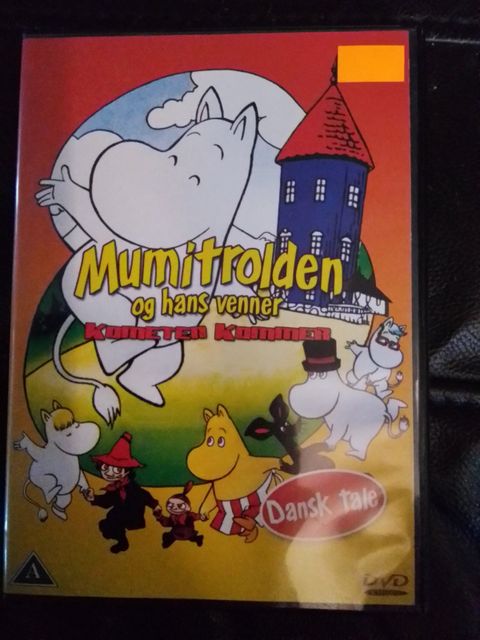 Mumitrolden
og hans venner
KOMETEN KOMMER
Dansk tale
A
DVD